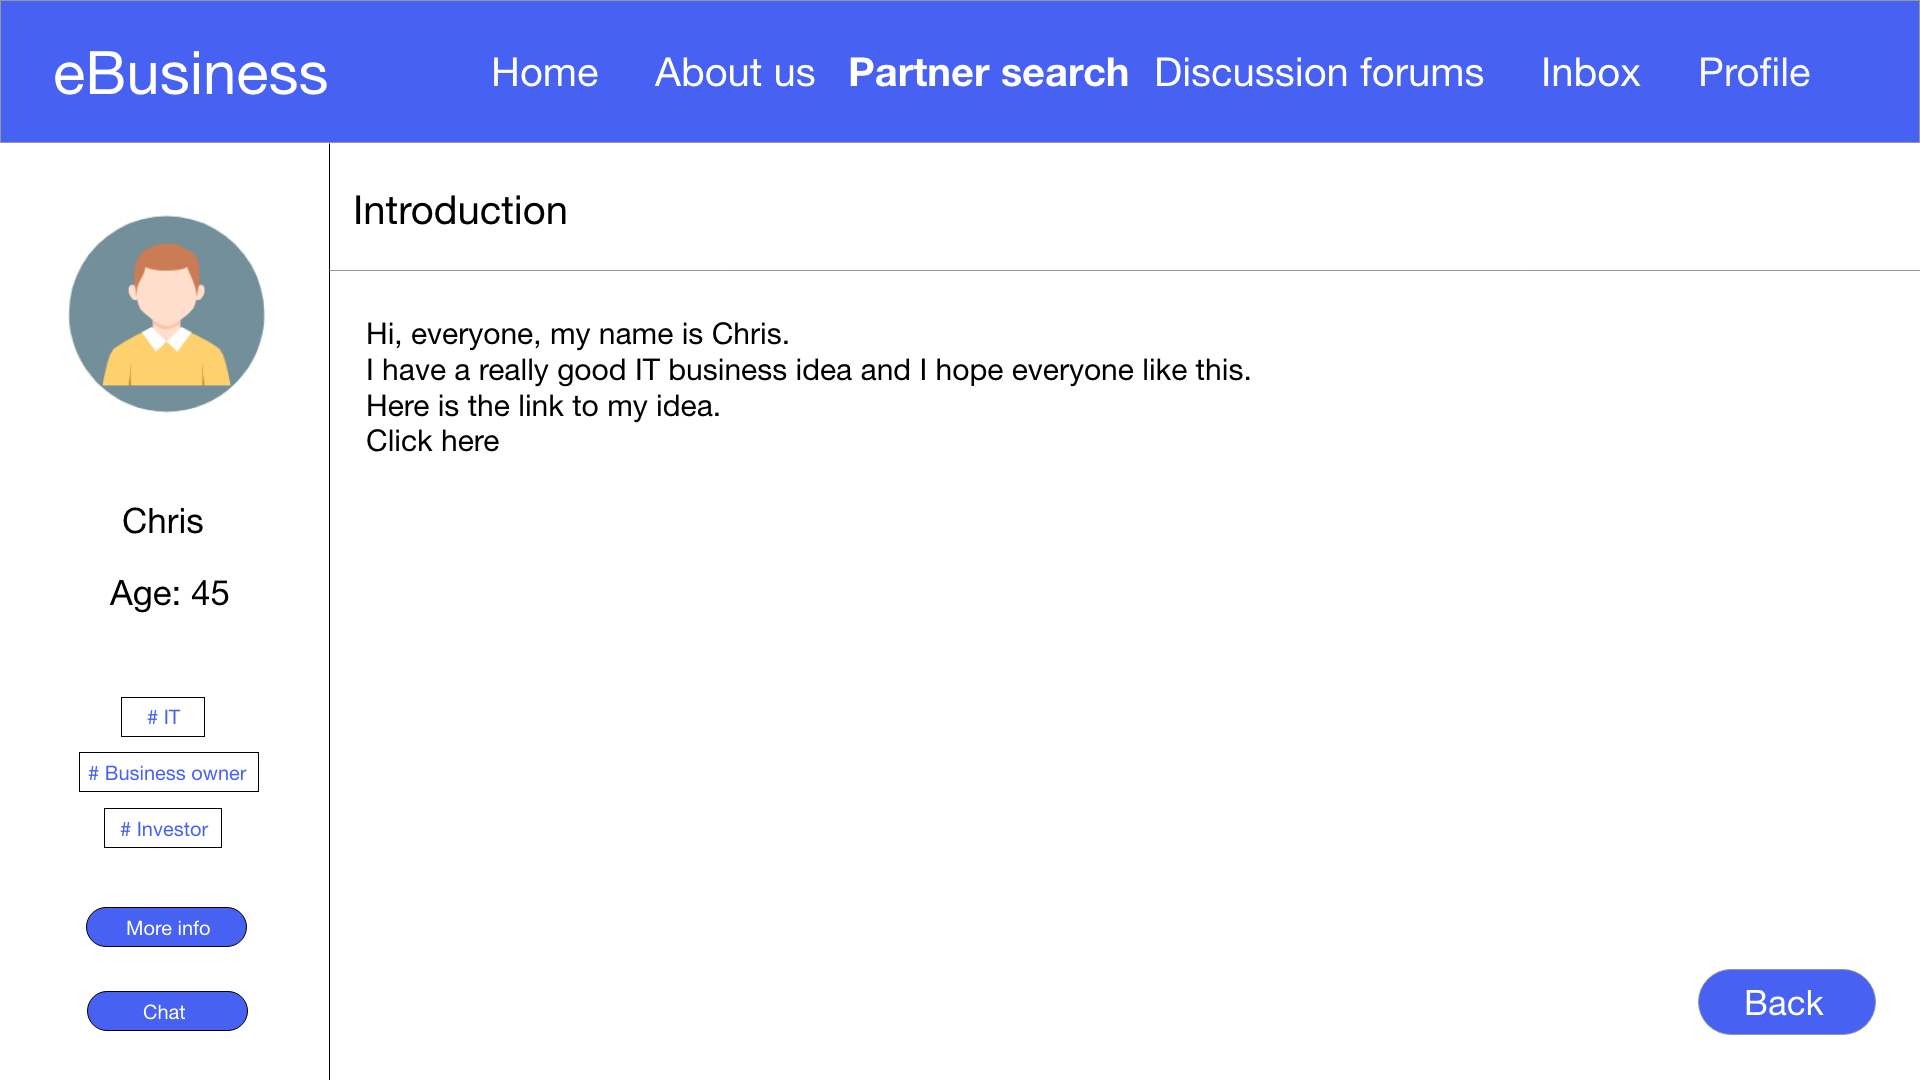 eBusiness
Home About us Partner search Discussion forums Inbox Profile
Introduction
Hi, everyone, my name is Chris.
I have a really good IT business idea and I hope everyone like this.
Here is the link to my idea.
Click here
Chris
Age: 45
# IT
# Business owner
# Investor
More info
Chat
Back